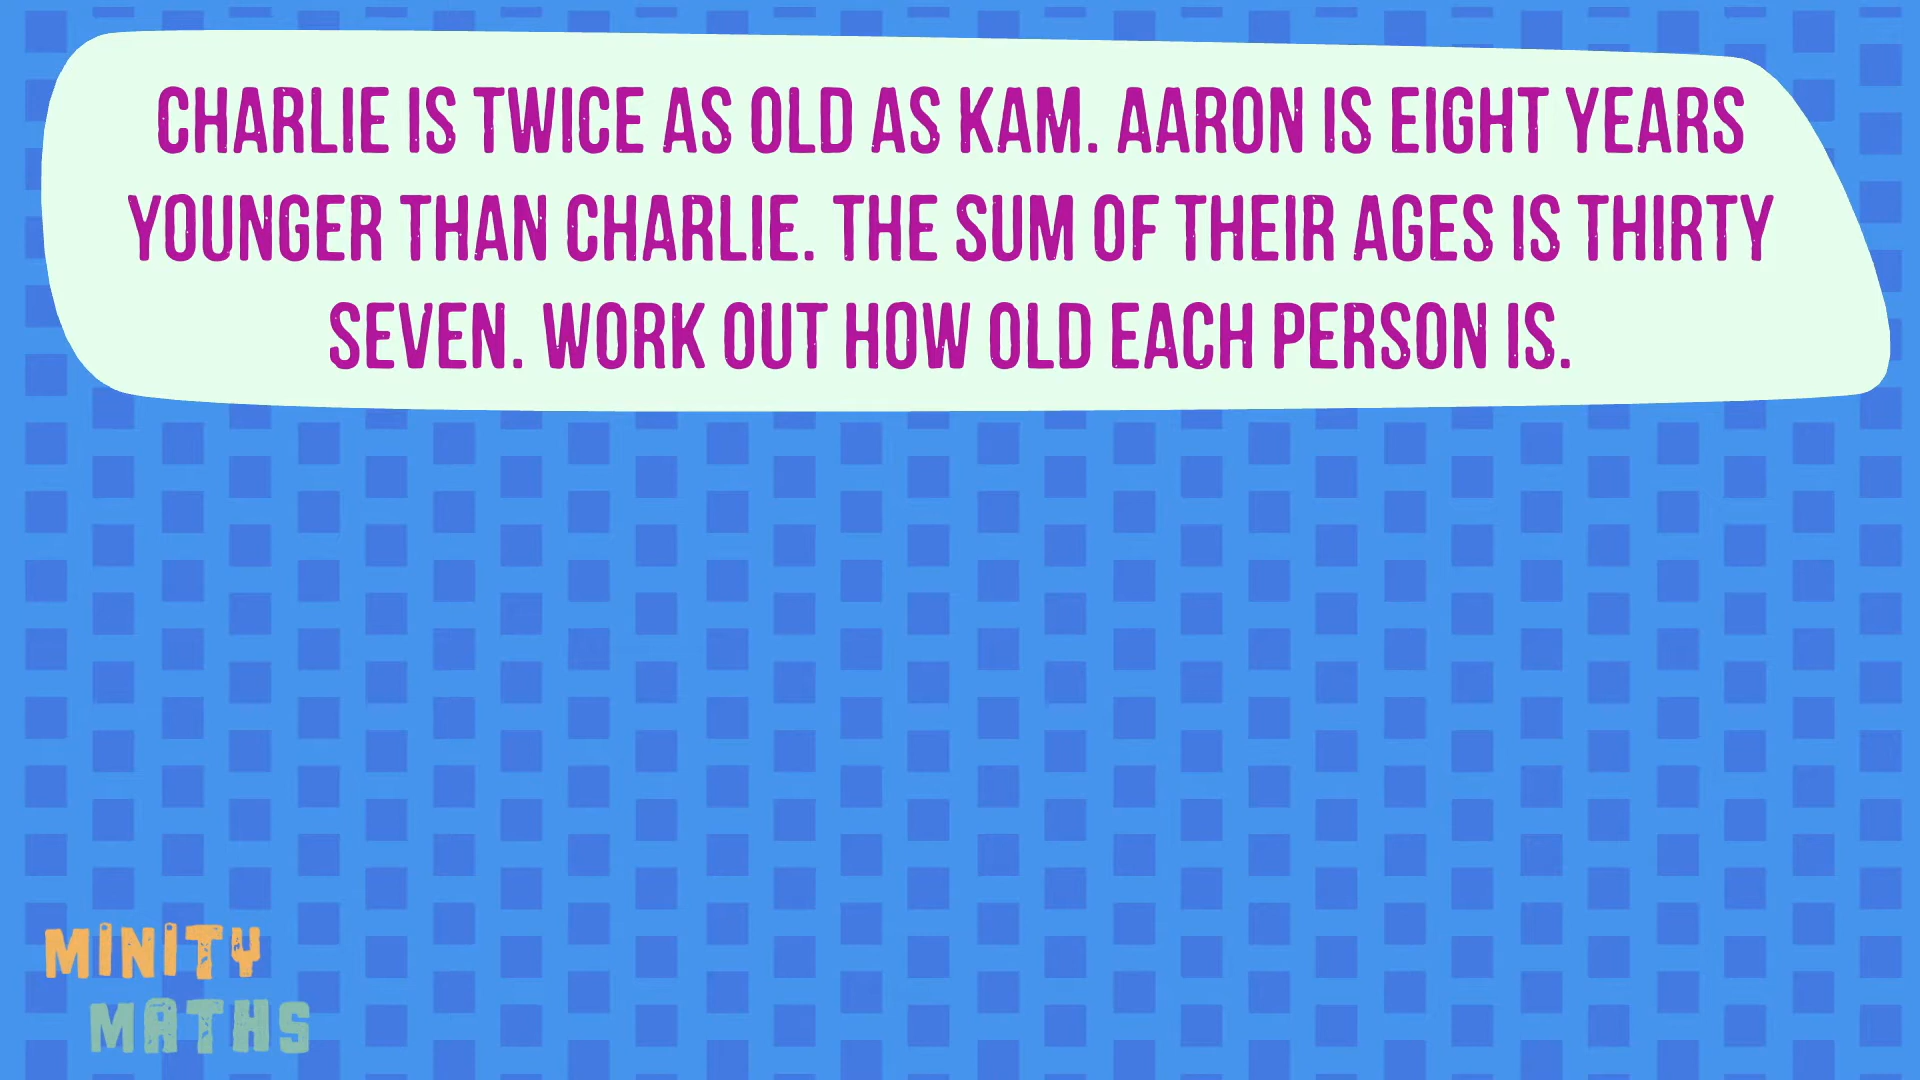 CHARLIE IS TWICE AS OLD AS KAM. AARON IS EIGHT YEARS
YOUNGER THAN CHARLIE. THE SUM OF THEIR AGES IS THIRTY
SEVEN. WORK OUT HOW OLD EACH PERSON IS.
MINITY
MATHS